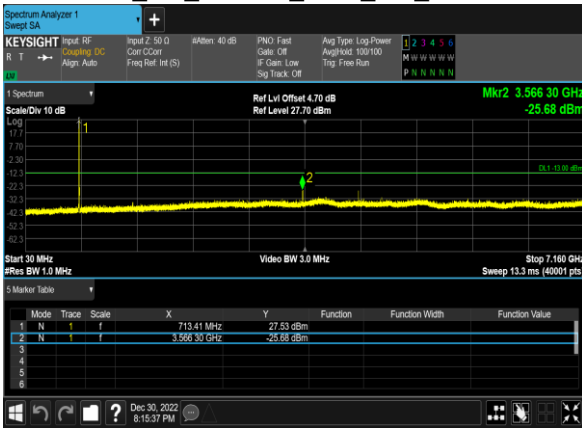 Spectrum Analyzer 1
Swept SA
+
KEYSIGHT Input: RF Input Z: 50 Ω #Atten: 40 dB PNO: Fast Avg Type: Log-Power 1 2 3 4 5 6
R T Coupling: DC Corr CCorr Gate: Off Avg|Hold: 100/100 M W W W W W
Align: Auto Freq Ref: Int (S) IF Gain: Low Trig: Free Run
LXI Sig Track: Off P N N N N N
1 Spectrum Ref Lvl Offset 4.70 dB Mkr2 3.566 30 GHz
Scale/Div 10 dB Ref Level 27.70 dBm -25.68 dBm
Log
17.7 1
7.70
-2.30
-12.3 DL1 -13.00 dBm
-22.3 2
-32.3
-42.3
-52.3
-62.3
Start 30 MHz Video BW 3.0 MHz Stop 7.160 GHz
#Res BW 1.0 MHz Sweep 13.3 ms (40001 pts
5 Marker Table
Mode Trace Scale X Y Function Function Width Function Value
1 N 1 f 713.41 MHz 27.53 dBm
2 N 1 f 3.566 30 GHz -25.68 dBm
3
4
5
6
? Dec 30, 2022
8:15:37 PM